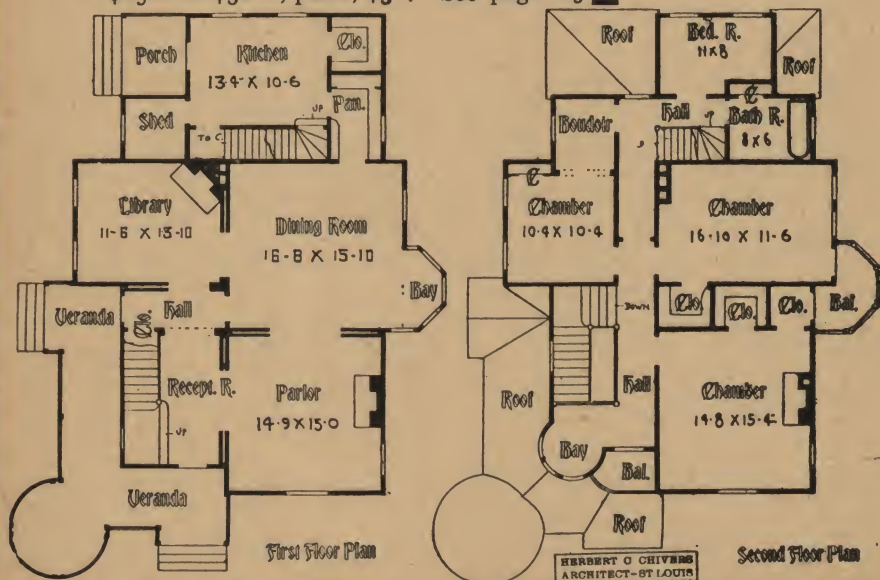 Porch
Kitchen
13-4 X 10-6
Clo.
Pan.
UP
Shed
TO C.
Library
11-6 X 13-10
Dining Room
16-8 X 15-10
Bay
Veranda
Clo.
Hall
Recept. R.
UP
Parlor
14-9 X 15-0
Veranda
First Floor Plan
Roof
Bed. R.
11 X 8
Roof
Boudoir
Hall
C
Bath R.
8 X 6
C
Chamber
10-4 X 10-4
Chamber
16-10 X 11-6
DOWN
Clo.
Clo.
Clo.
Bal.
Roof
Hall
Chamber
14-8 X 15-4
Bay
Bal.
Roof
HERBERT C CHIVERS
ARCHITECT-ST LOUIS
Second Floor Plan